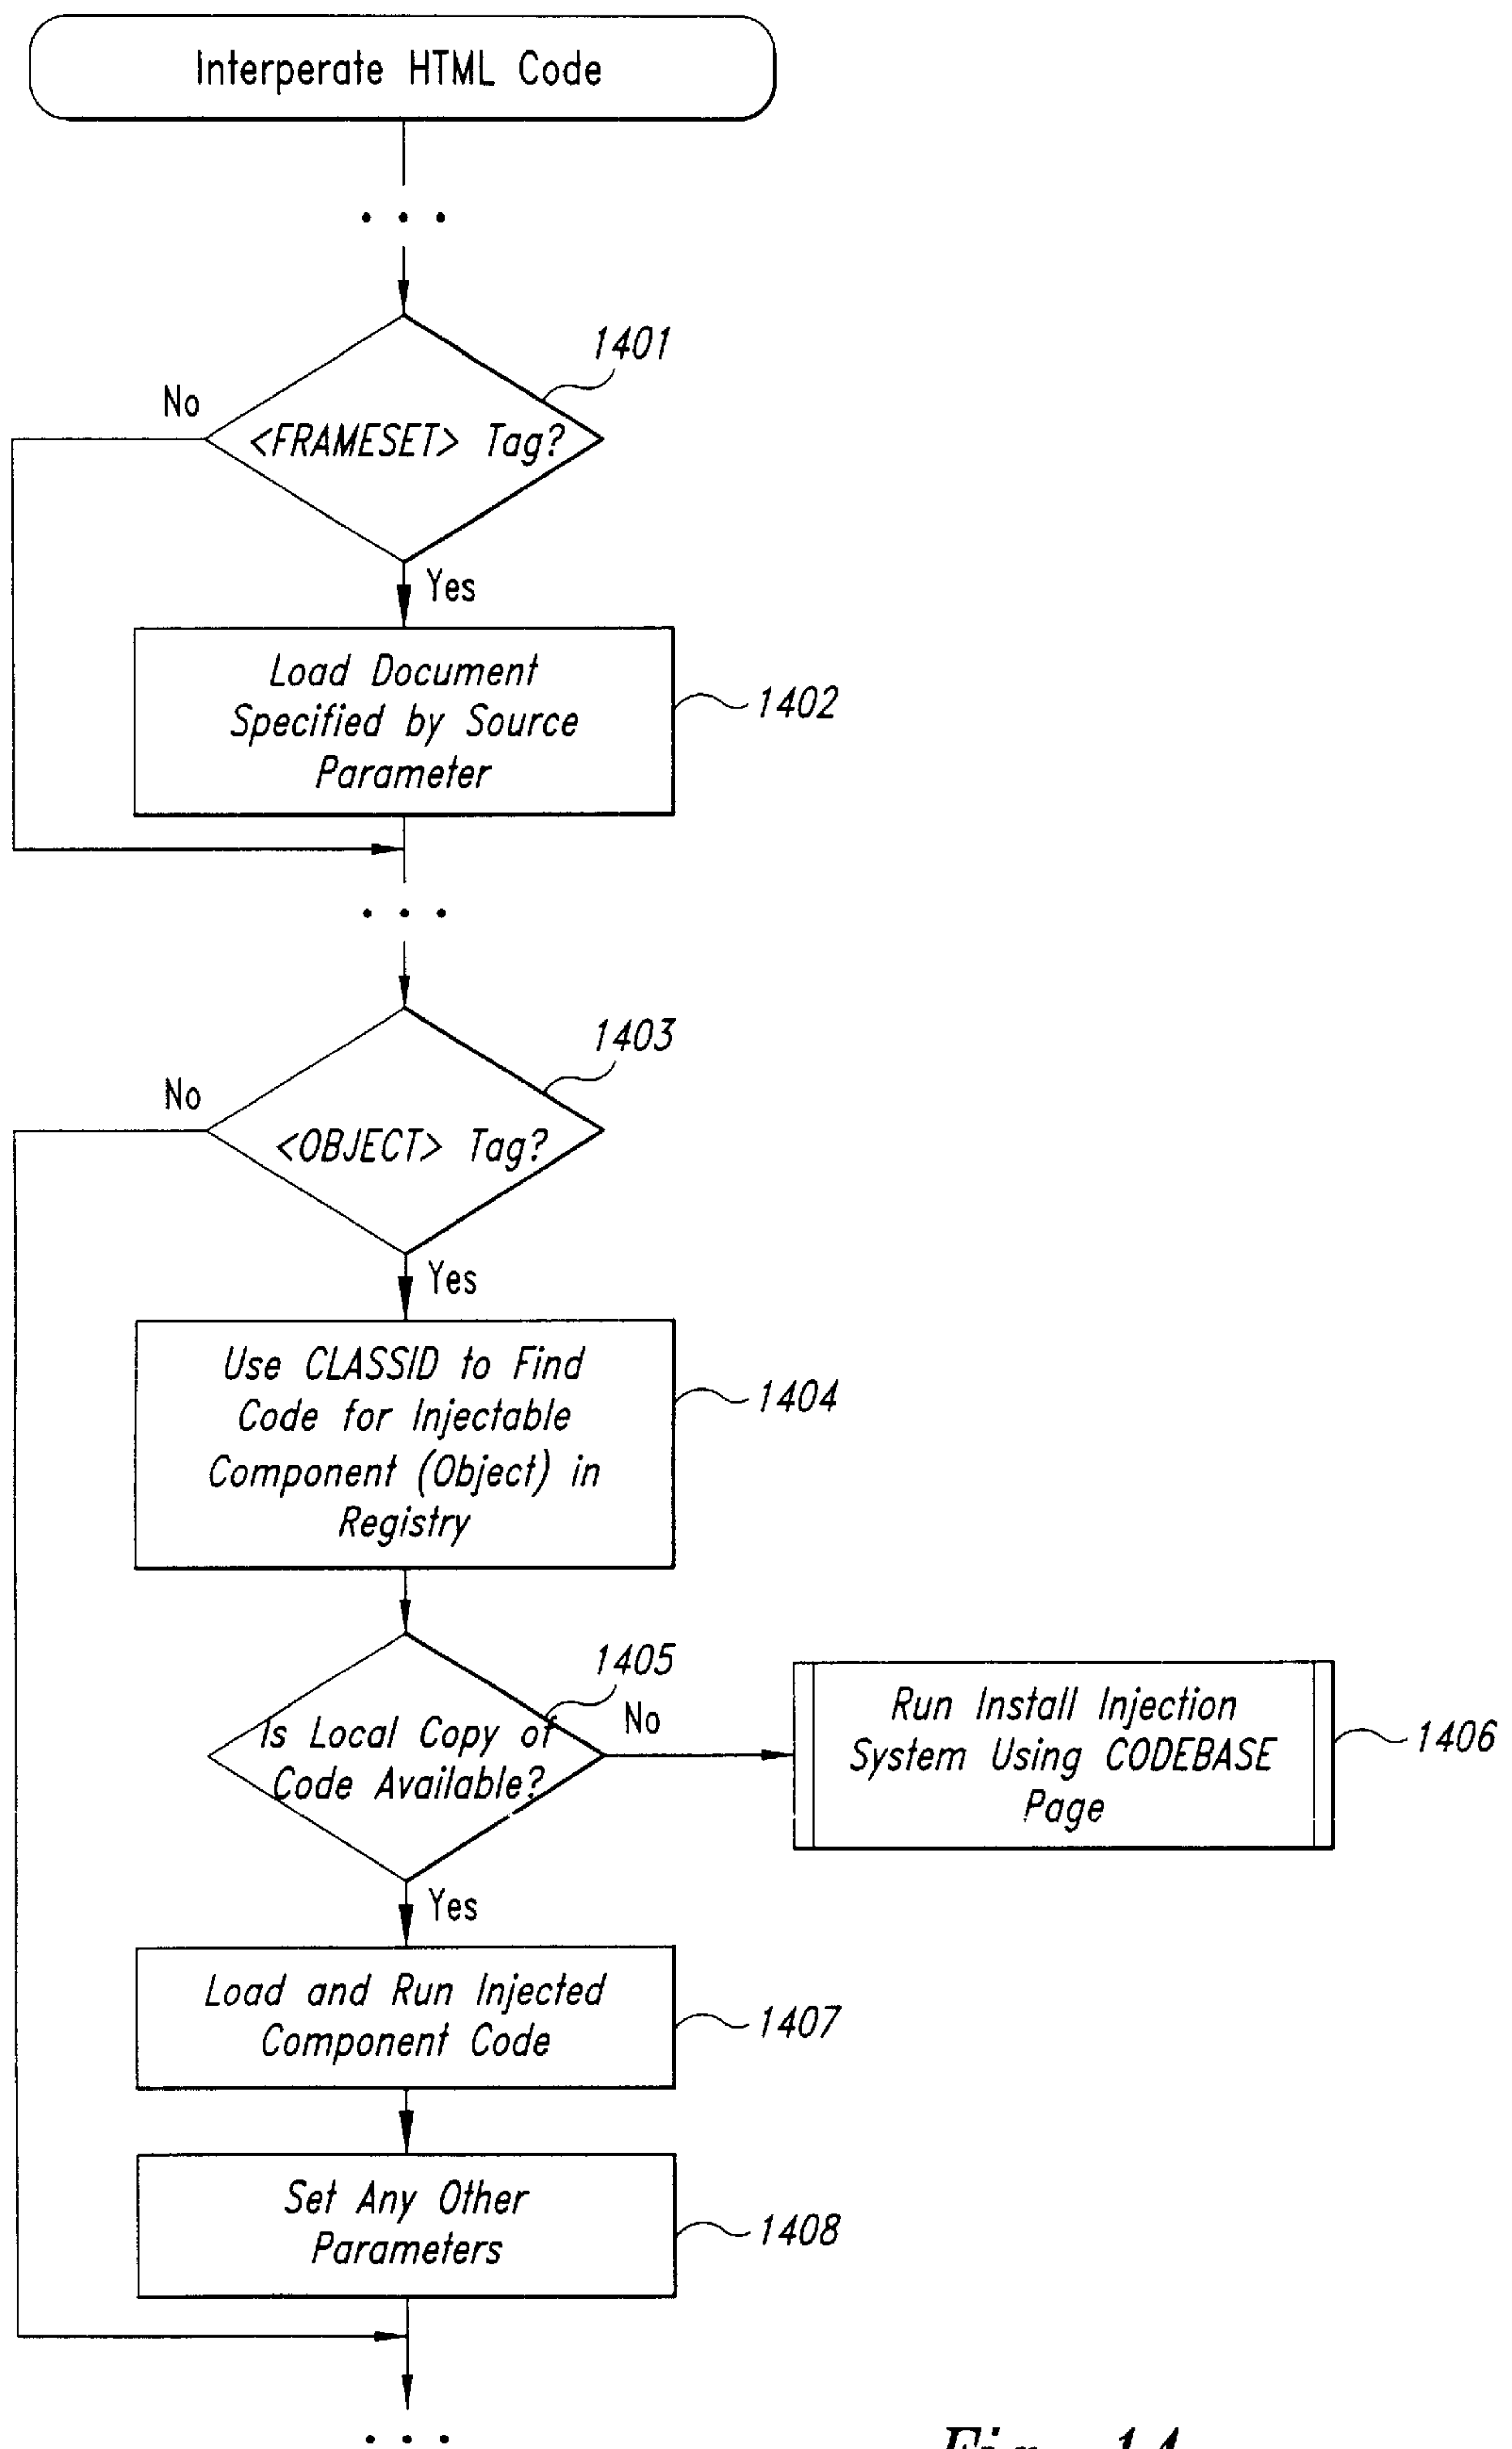 Interperate HTML Code
. . .
1401
No
<FRAMESET> Tag?
Yes
Load Document
Specified by Source
Parameter
1402
. . .
1403
No
<OBJECT> Tag?
Yes
Use CLASSID to Find
Code for Injectable
Component (Object) in
Registry
1404
1405
Is Local Copy of
Code Available?
No
Run Install Injection
System Using CODEBASE
Page
1406
Yes
Load and Run Injected
Component Code
1407
Set Any Other
Parameters
1408
. . .
Fig. 14